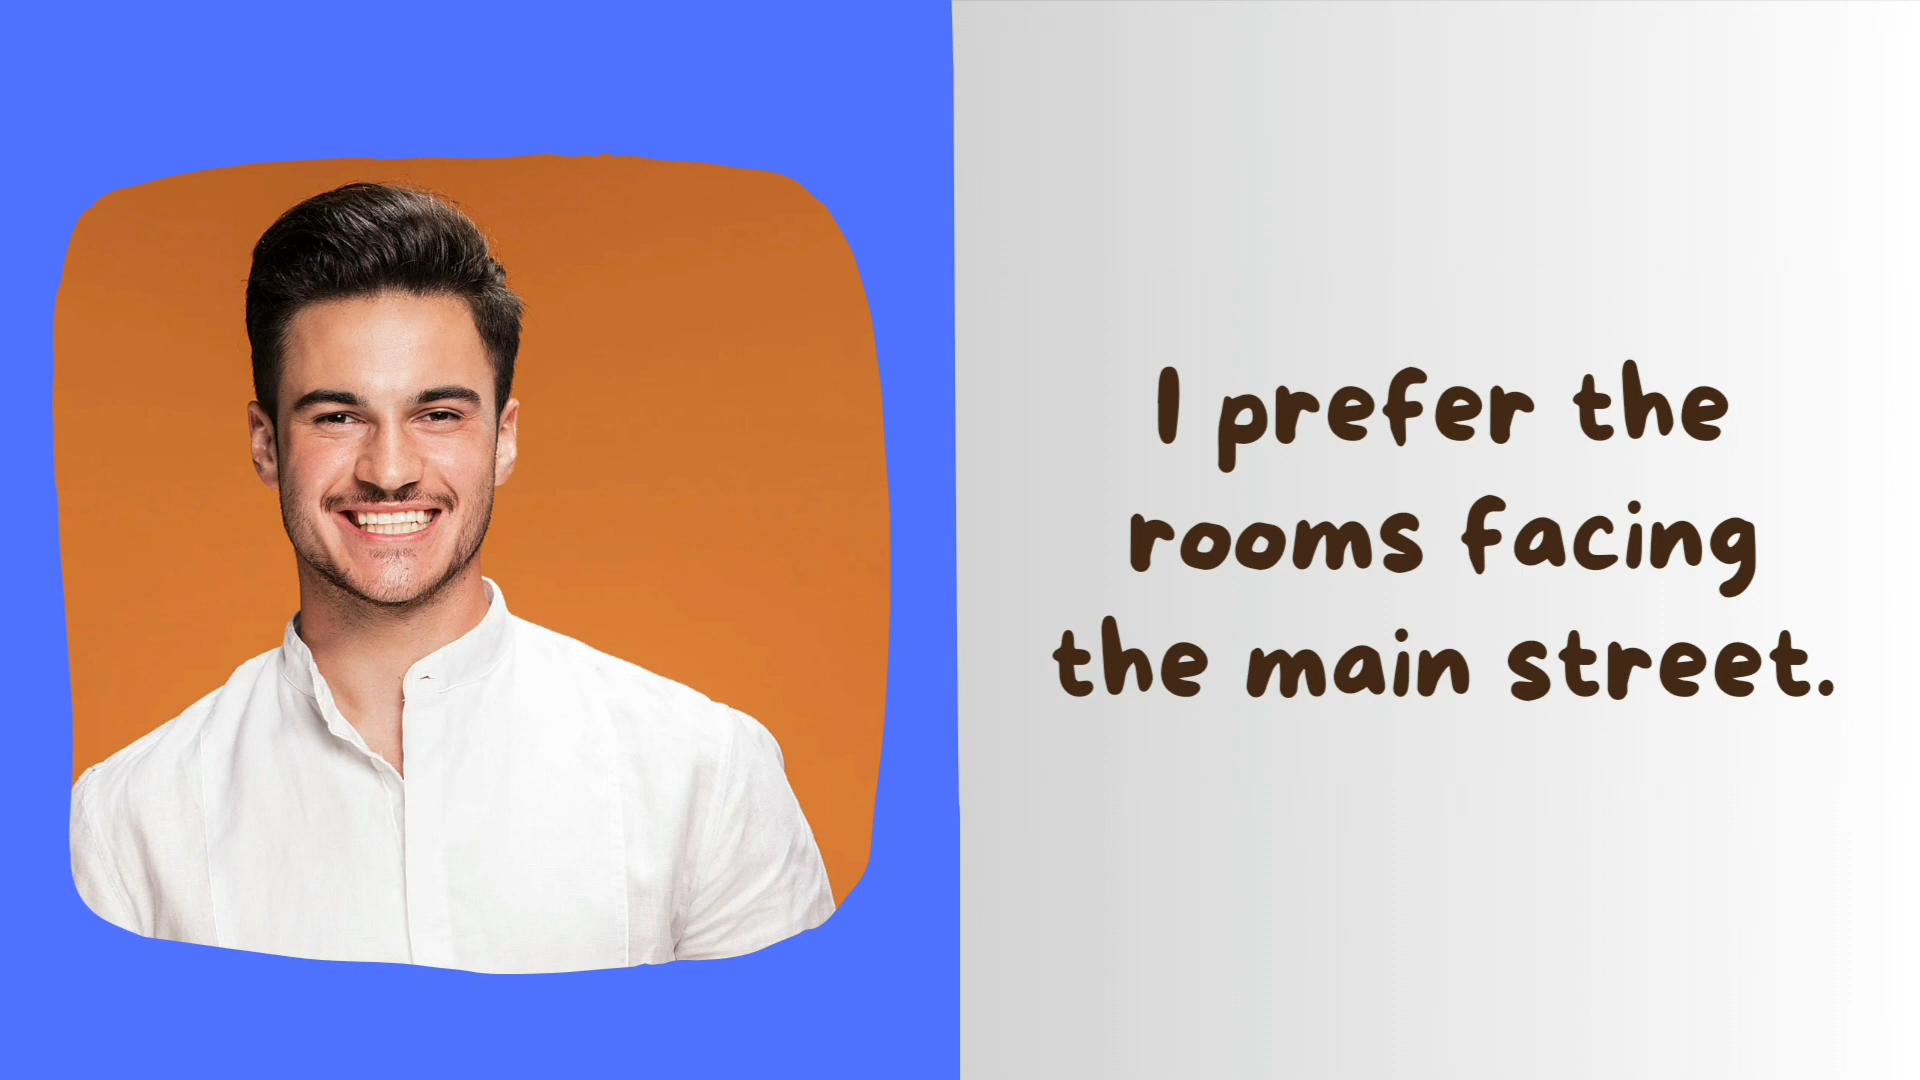 I prefer the
rooms facing
the main street.